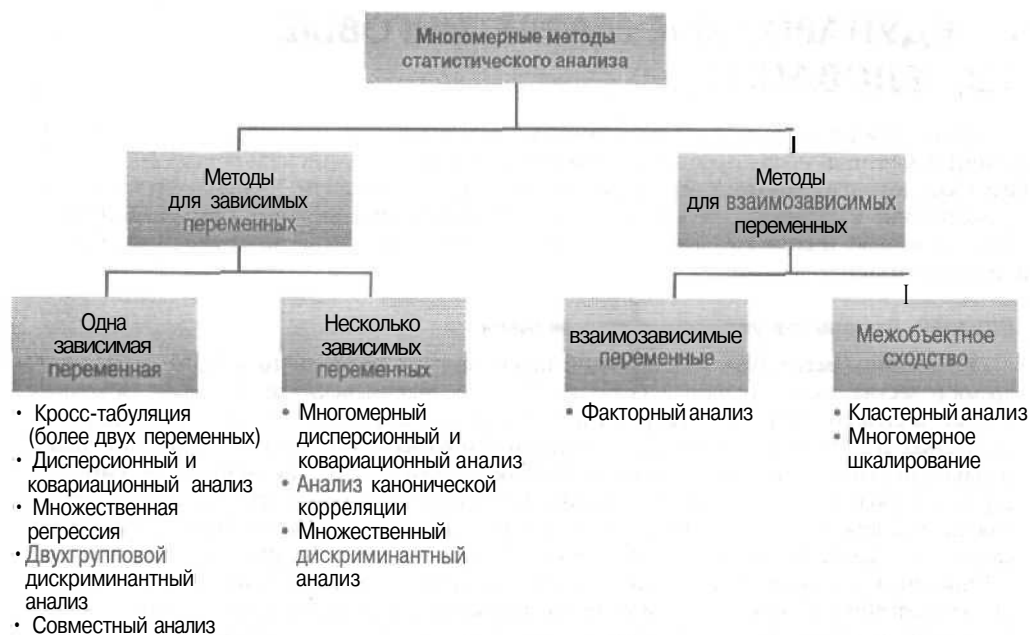 Многомерные методы
статистического анализа
Методы
для зависимых
переменных
Методы
для взаимозависимых
переменных
Одна
зависимая
переменная
Несколько
зависимых
переменных
взаимозависимые
переменные
Межобъектное
сходство
• Кросс-табуляция
(более двух переменных)
• Дисперсионный и
ковариационный анализ
• Множественная
регрессия
• Двухгрупповой
дискриминантный
анализ
• Совместный анализ
• Многомерный
дисперсионный и
ковариационный анализ
• Анализ канонической
корреляции
• Множественный
дискриминантный
анализ
• Факторный анализ
• Кластерный анализ
• Многомерное
шкалирование